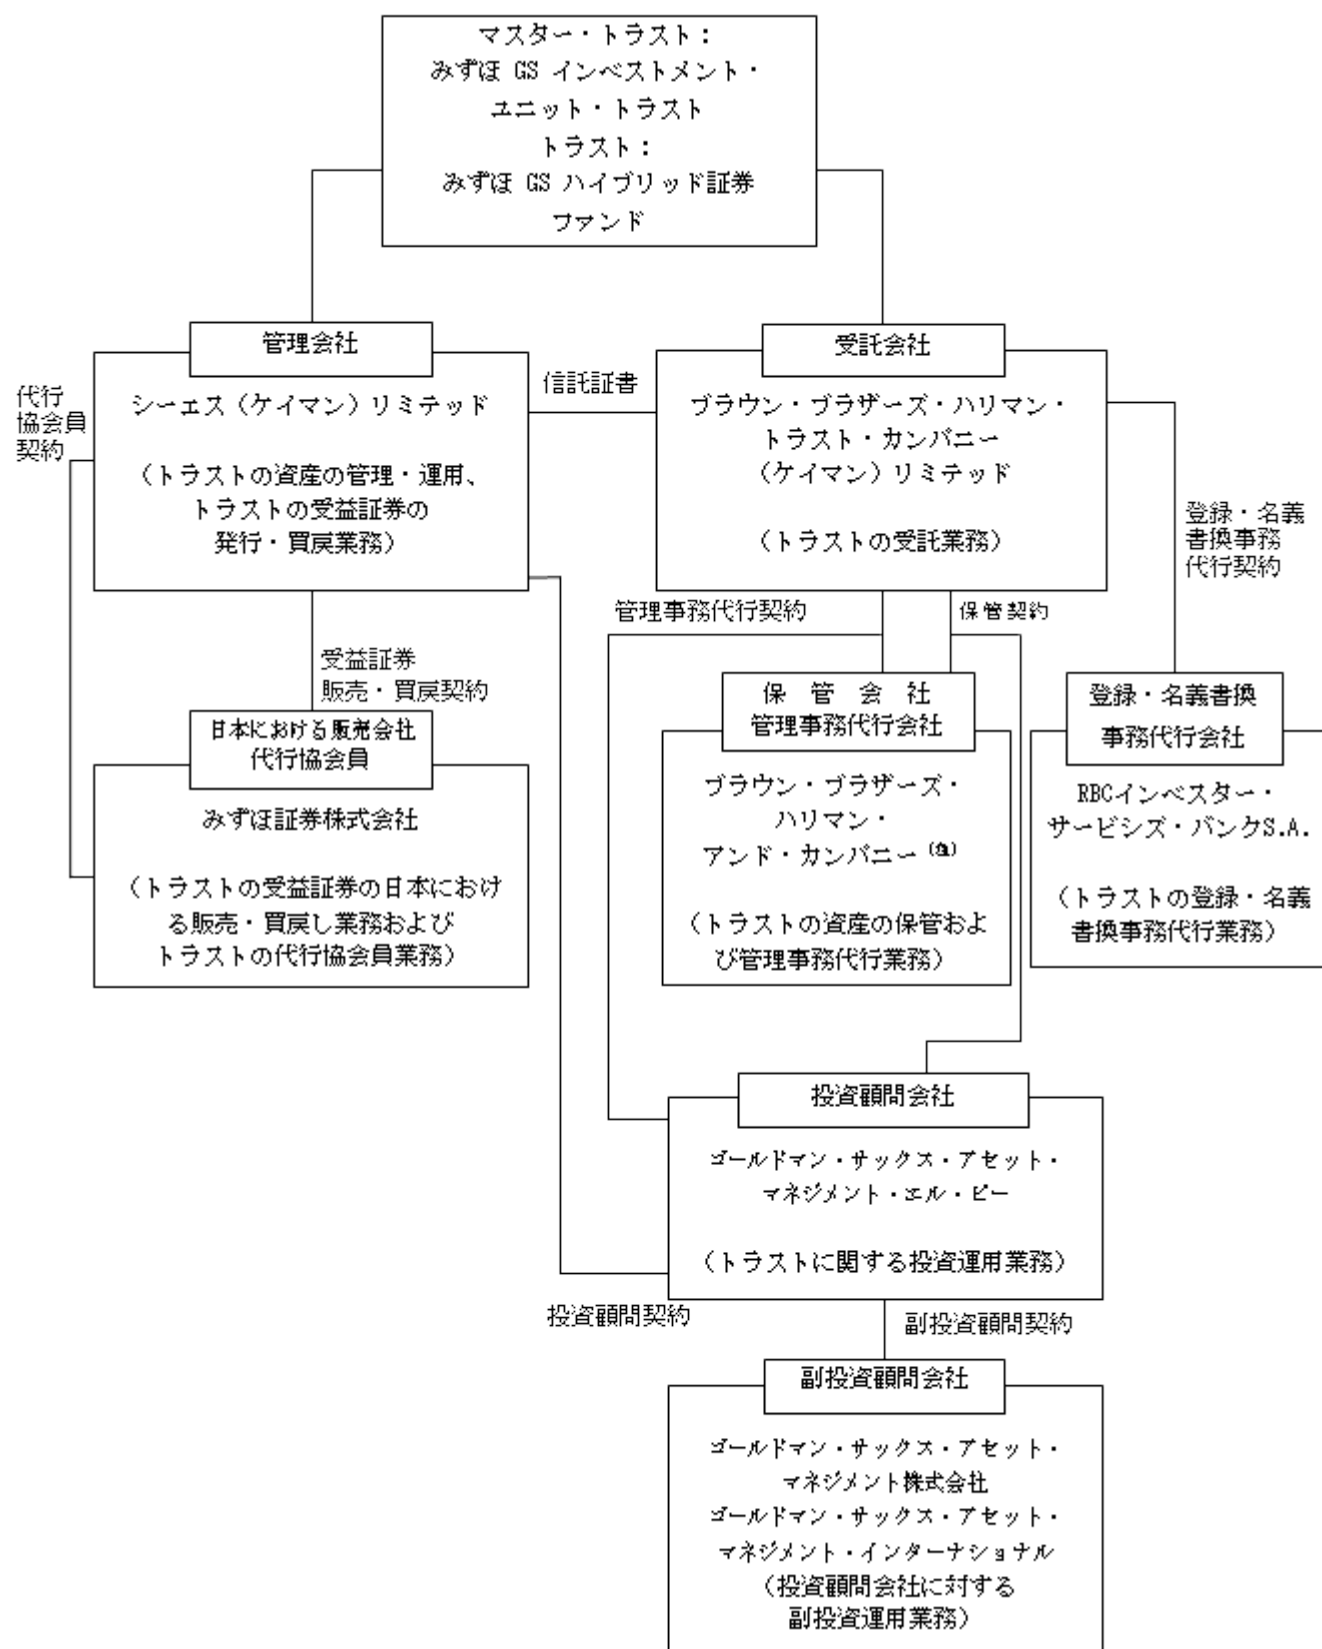 マスター・トラスト：
みずほ GS インベストメント・
ユニット・トラスト
トラスト：
みずほ GS ハイブリッド証券
ファンド
管理会社
シーエス（ケイマン）リミテッド
（トラストの資産の管理・運用、
トラストの受益証券の
発行・買戻業務）
代行
協会員
契約
信託証書
受託会社
ブラウン・ブラザーズ・ハリマン・
トラスト・カンパニー
（ケイマン）リミテッド
（トラストの受託業務）
登録・名義
書換事務
代行契約
管理事務代行契約
保管契約
受益証券
販売・買戻契約
日本における販売会社
代行協会員
みずほ証券株式会社
（トラストの受益証券の日本におけ
る販売・買戻し業務および
トラストの代行協会員業務）
保 管 会 社
管理事務代行会社
ブラウン・ブラザーズ・
ハリマン・
アンド・カンパニー
（トラストの資産の保管およ
び管理事務代行業務）
登録・名義書換
事務代行会社
RBCインベスター・
サービシズ・バンクS.A.
（トラストの登録・名義
書換事務代行業務）
投資顧問会社
ゴールドマン・サックス・アセット・
マネジメント・エル・ピー
（トラストに関する投資運用業務）
投資顧問契約
副投資顧問契約
副投資顧問会社
ゴールドマン・サックス・アセット・
マネジメント株式会社
ゴールドマン・サックス・アセット・
マネジメント・インターナショナル
（投資顧問会社に対する
副投資運用業務）